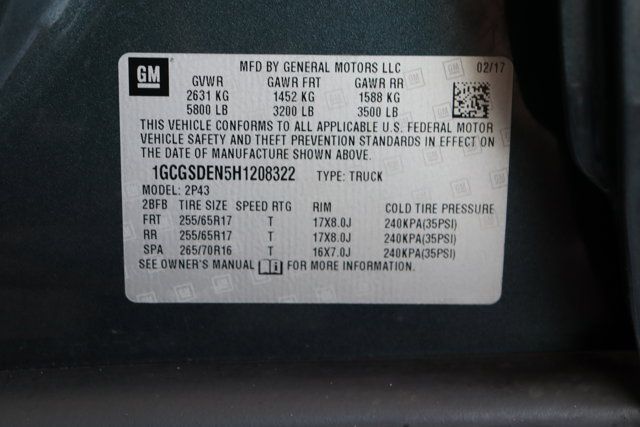 GM
MFD BY GENERAL MOTORS LLC 02/17
GVWR GAWR FRT GAWR RR
2631 KG 1452 KG 1588 KG
5800 LB 3200 LB 3500 LB
THIS VEHICLE CONFORMS TO ALL APPLICABLE U.S. FEDERAL MOTOR
VEHICLE SAFETY AND THEFT PREVENTION STANDARDS IN EFFECT ON
THE DATE OF MANUFACTURE SHOWN ABOVE.
1GCGSDEN5H1208322 TYPE: TRUCK
MODEL: 2P43
2BFB TIRE SIZE SPEED RTG RIM COLD TIRE PRESSURE
FRT 255/65R17 T 17X8.0J 240KPA(35PSI)
RR 255/65R17 T 17X8.0J 240KPA(35PSI)
SPA 265/70R16 T 16X7.0J 240KPA(35PSI)
SEE OWNER'S MANUAL FOR MORE INFORMATION.